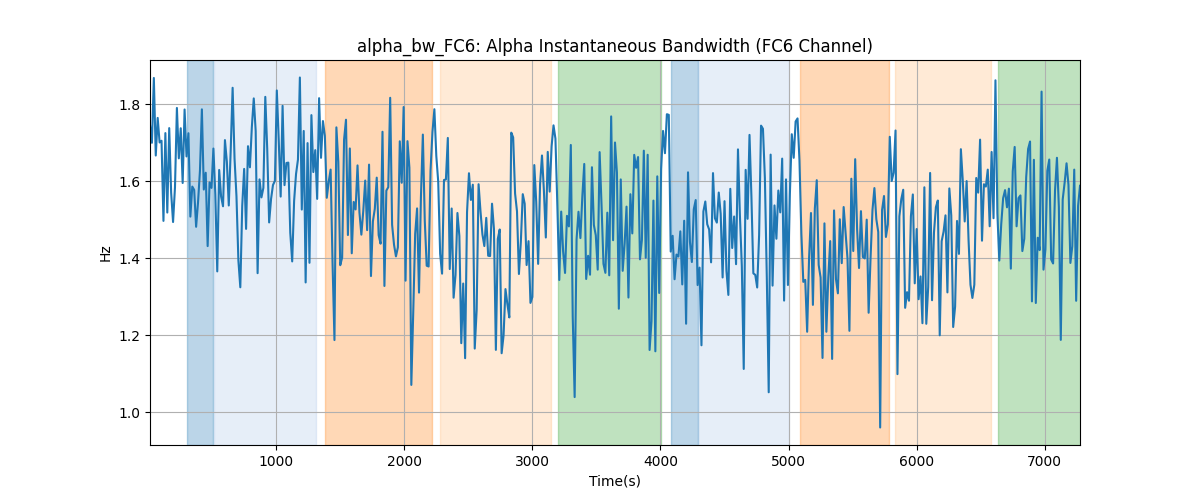 alpha_bw_FC6: Alpha Instantaneous Bandwidth (FC6 Channel)
1.8
1.6
1.4
1.2
1.0
Hz
1000 2000 3000 4000 5000 6000 7000
Time(s)